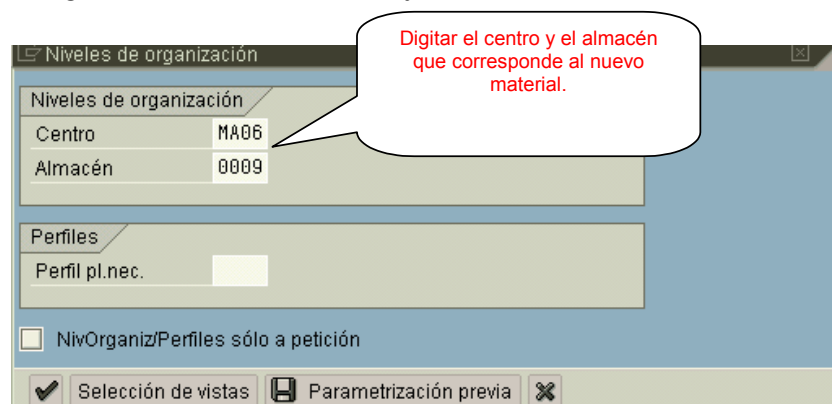 Niveles de organización
Digitar el centro y el almacén
que corresponde al nuevo
material.
Niveles de organización
Centro MA06
Almacén 0009
Perfiles
Perfil pl.nec.
NivOrganiz/Perfiles sólo a petición
Selección de vistas Parametrización previa